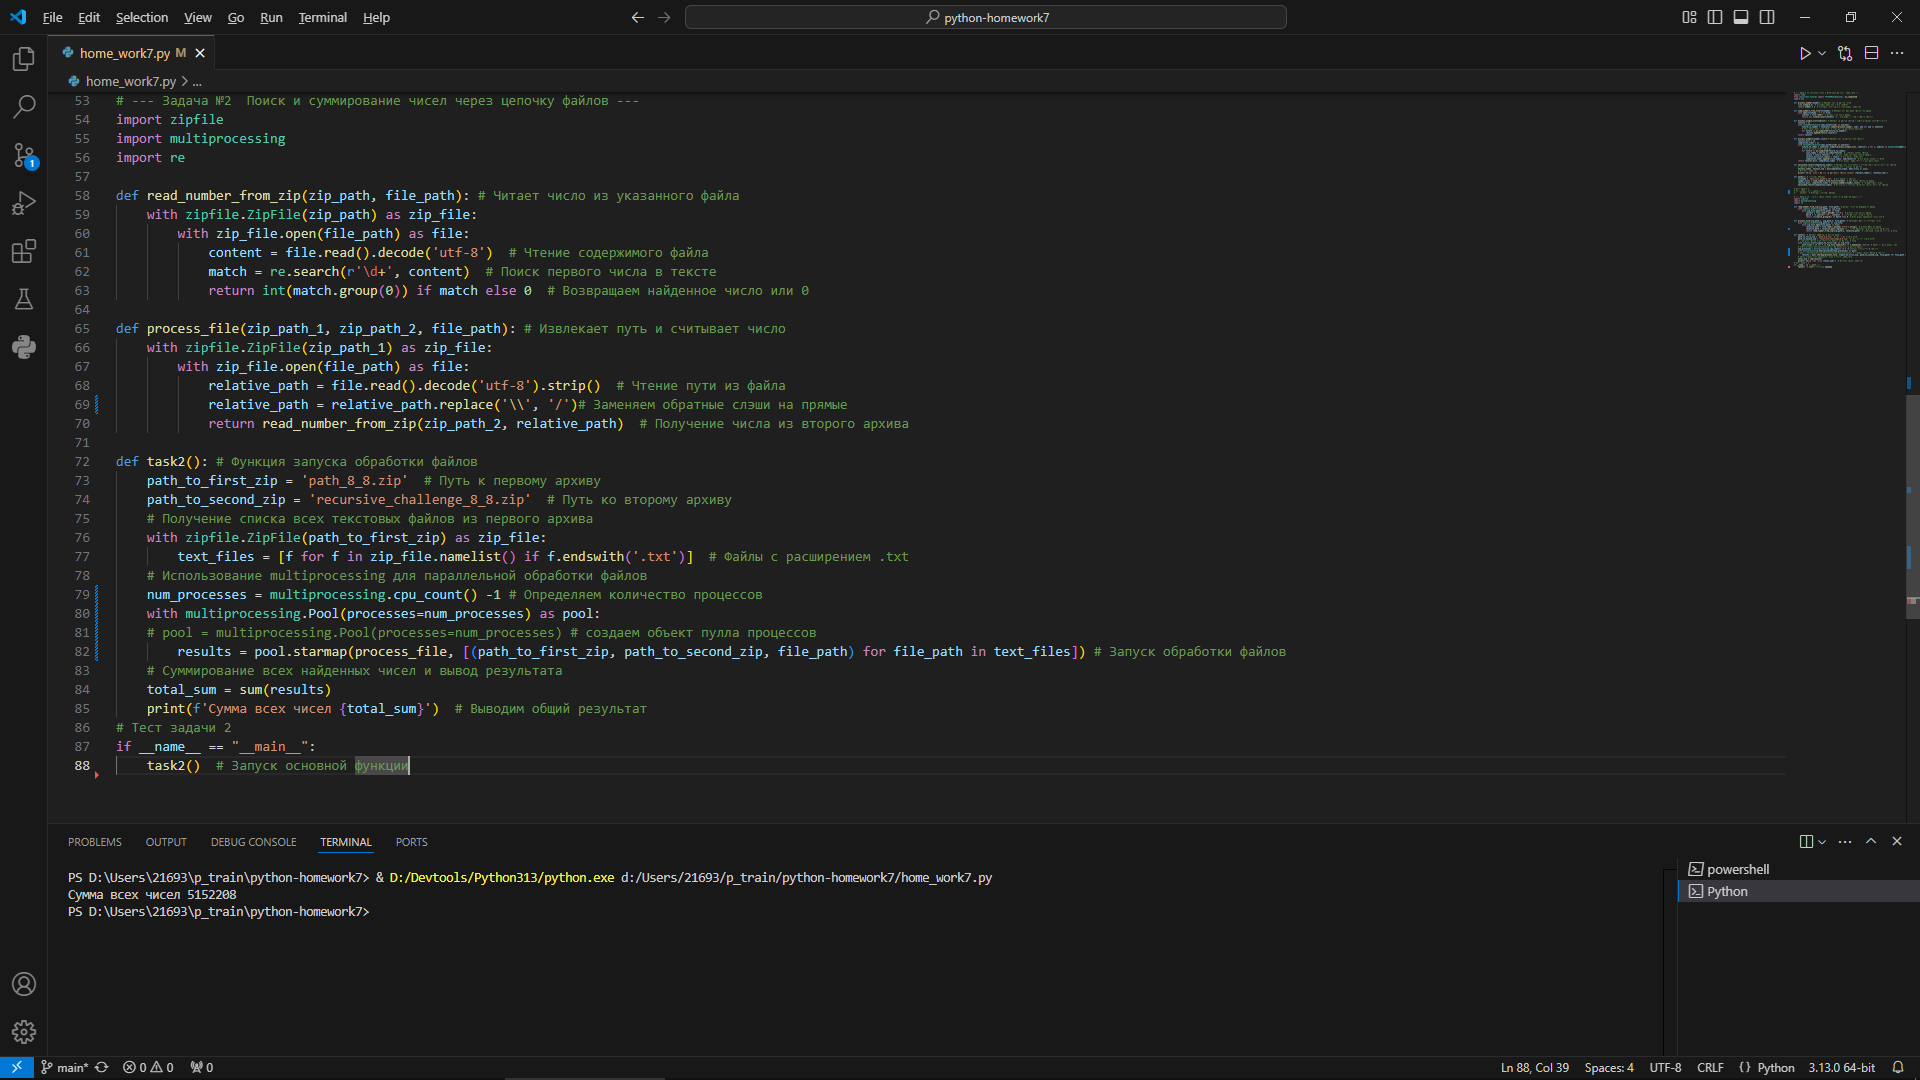 File Edit Selection View Go Run Terminal Help
python-homework7
home_work7.py M
home_work7.py > ...
53 # --- Задача №2  Поиск и суммирование чисел через цепочку файлов ---
54 import zipfile
55 import multiprocessing
56 import re
57
58 def read_number_from_zip(zip_path, file_path): # Читает число из указанного файла
59     with zipfile.ZipFile(zip_path) as zip_file:
60         with zip_file.open(file_path) as file:
61             content = file.read().decode('utf-8')  # Чтение содержимого файла
62             match = re.search(r'\d+', content)  # Поиск первого числа в тексте
63             return int(match.group(0)) if match else 0  # Возвращаем найденное число или 0
64
65 def process_file(zip_path_1, zip_path_2, file_path): # Извлекает путь и считывает число
66     with zipfile.ZipFile(zip_path_1) as zip_file:
67         with zip_file.open(file_path) as file:
68             relative_path = file.read().decode('utf-8').strip()  # Чтение пути из файла
69             relative_path = relative_path.replace('\\', '/')# Заменяем обратные слэши на прямые
70             return read_number_from_zip(zip_path_2, relative_path)  # Получение числа из второго архива
71
72 def task2(): # Функция запуска обработки файлов
73     path_to_first_zip = 'path_8_8.zip'  # Путь к первому архиву
74     path_to_second_zip = 'recursive_challenge_8_8.zip'  # Путь ко второму архиву
75     # Получение списка всех текстовых файлов из первого архива
76     with zipfile.ZipFile(path_to_first_zip) as zip_file:
77         text_files = [f for f in zip_file.namelist() if f.endswith('.txt')]  # Файлы с расширением .txt
78     # Использование multiprocessing для параллельной обработки файлов
79     num_processes = multiprocessing.cpu_count() -1 # Определяем количество процессов
80     with multiprocessing.Pool(processes=num_processes) as pool:
81     # pool = multiprocessing.Pool(processes=num_processes) # создаем объект пулла процессов
82         results = pool.starmap(process_file, [(path_to_first_zip, path_to_second_zip, file_path) for file_path in text_files]) # Запуск обработки файлов
83     # Суммирование всех найденных чисел и вывод результата
84     total_sum = sum(results)
85     print(f'Сумма всех чисел {total_sum}')  # Выводим общий результат
86 # Тест задачи 2
87 if __name__ == "__main__":
88     task2()  # Запуск основной функции
PROBLEMS OUTPUT DEBUG CONSOLE TERMINAL PORTS
PS D:\Users\21693\p_train\python-homework7> & D:/Devtools/Python313/python.exe d:/Users/21693/p_train/python-homework7/home_work7.py
Сумма всех чисел 5152208
PS D:\Users\21693\p_train\python-homework7>
powershell
Python
1
main* 0 0 0 Ln 88, Col 39 Spaces: 4 UTF-8 CRLF {} Python 3.13.0 64-bit